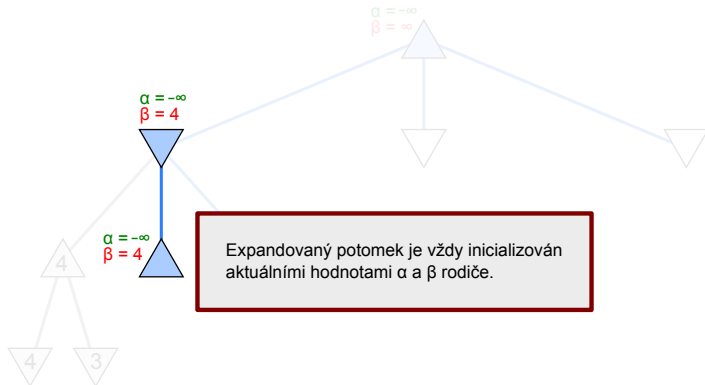 α = -∞
β = ∞
α = -∞
β = 4
α = -∞
β = 4
4
Expandovaný potomek je vždy inicializován
aktuálními hodnotami α a β rodiče.
4
3